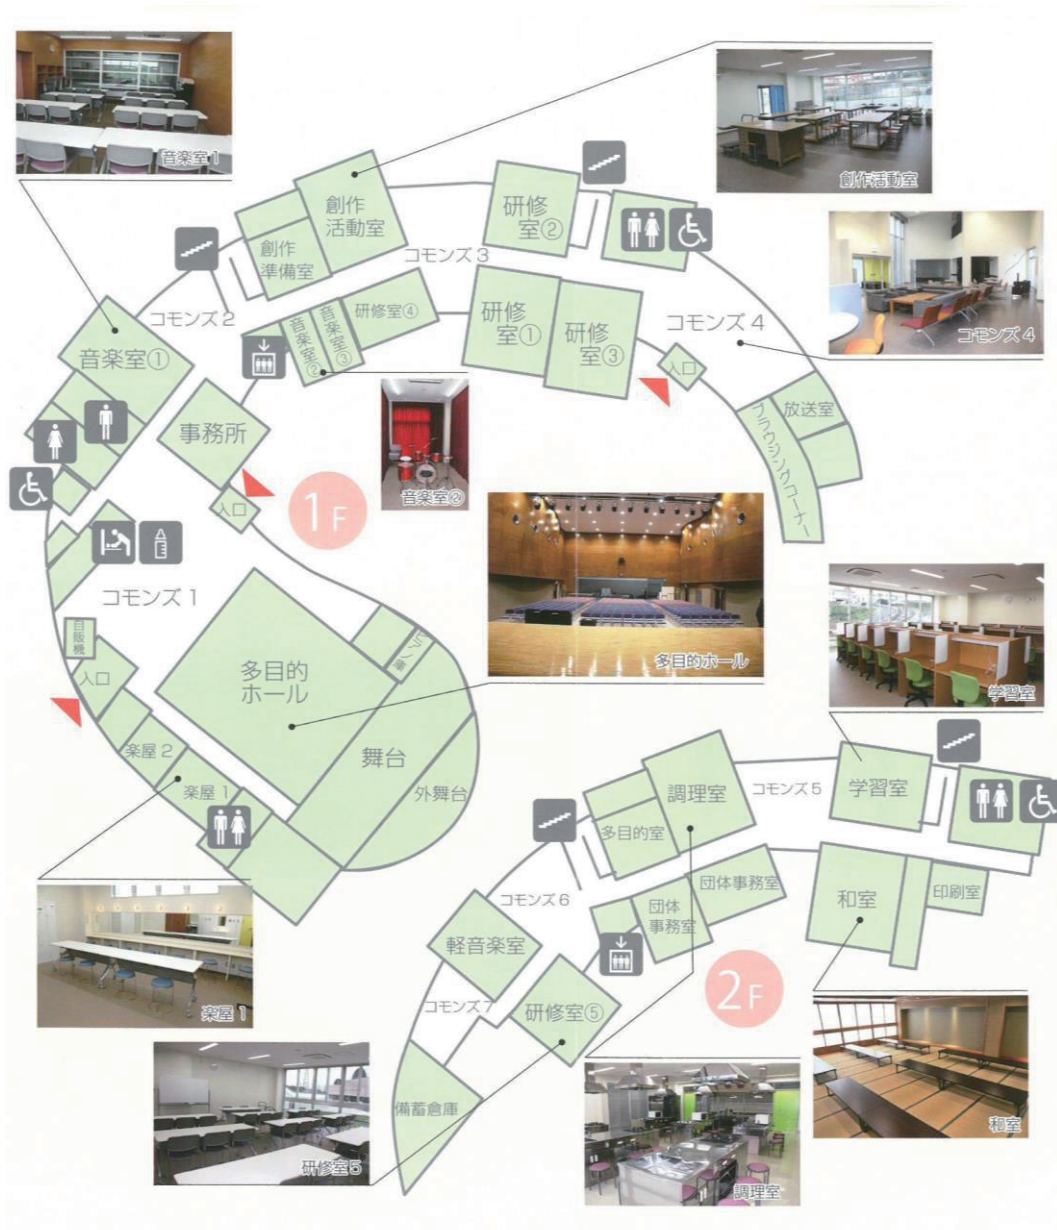 音楽室1
創作活動室
創作
活動室
研修
室②
創作
準備室
コモンズ3
コモンズ4
コモンズ2
音楽室②
音楽室③
研修室④
研修
室①
研修
室③
コモンズ4
音楽室①
入口
放送室
ブラウジングコーナー
事務所
音楽室②
入口
1F
コモンズ1
自販機
入口
多目的
ホール
ピアノ庫
多目的ホール
学習室
楽屋2
楽屋1
舞台
外舞台
調理室
コモンズ5
学習室
多目的室
団体事務室
コモンズ6
団体
事務室
和室
印刷室
軽音楽室
2F
コモンズ7
研修室⑤
楽屋1
備蓄倉庫
研修室5
調理室
和室